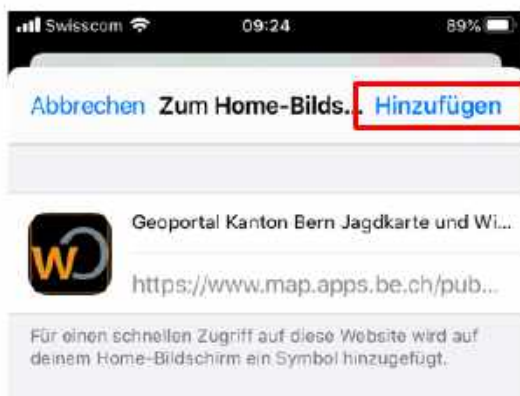 Swisscom 09:24 89%
Abbrechen Zum Home-Bilds... Hinzufügen
Geoportal Kanton Bern Jagdkarte und Wi...
https://www.map.apps.be.ch/pub...
Für einen schnellen Zugriff auf diese Website wird auf
deinem Home-Bildschirm ein Symbol hinzugefügt.